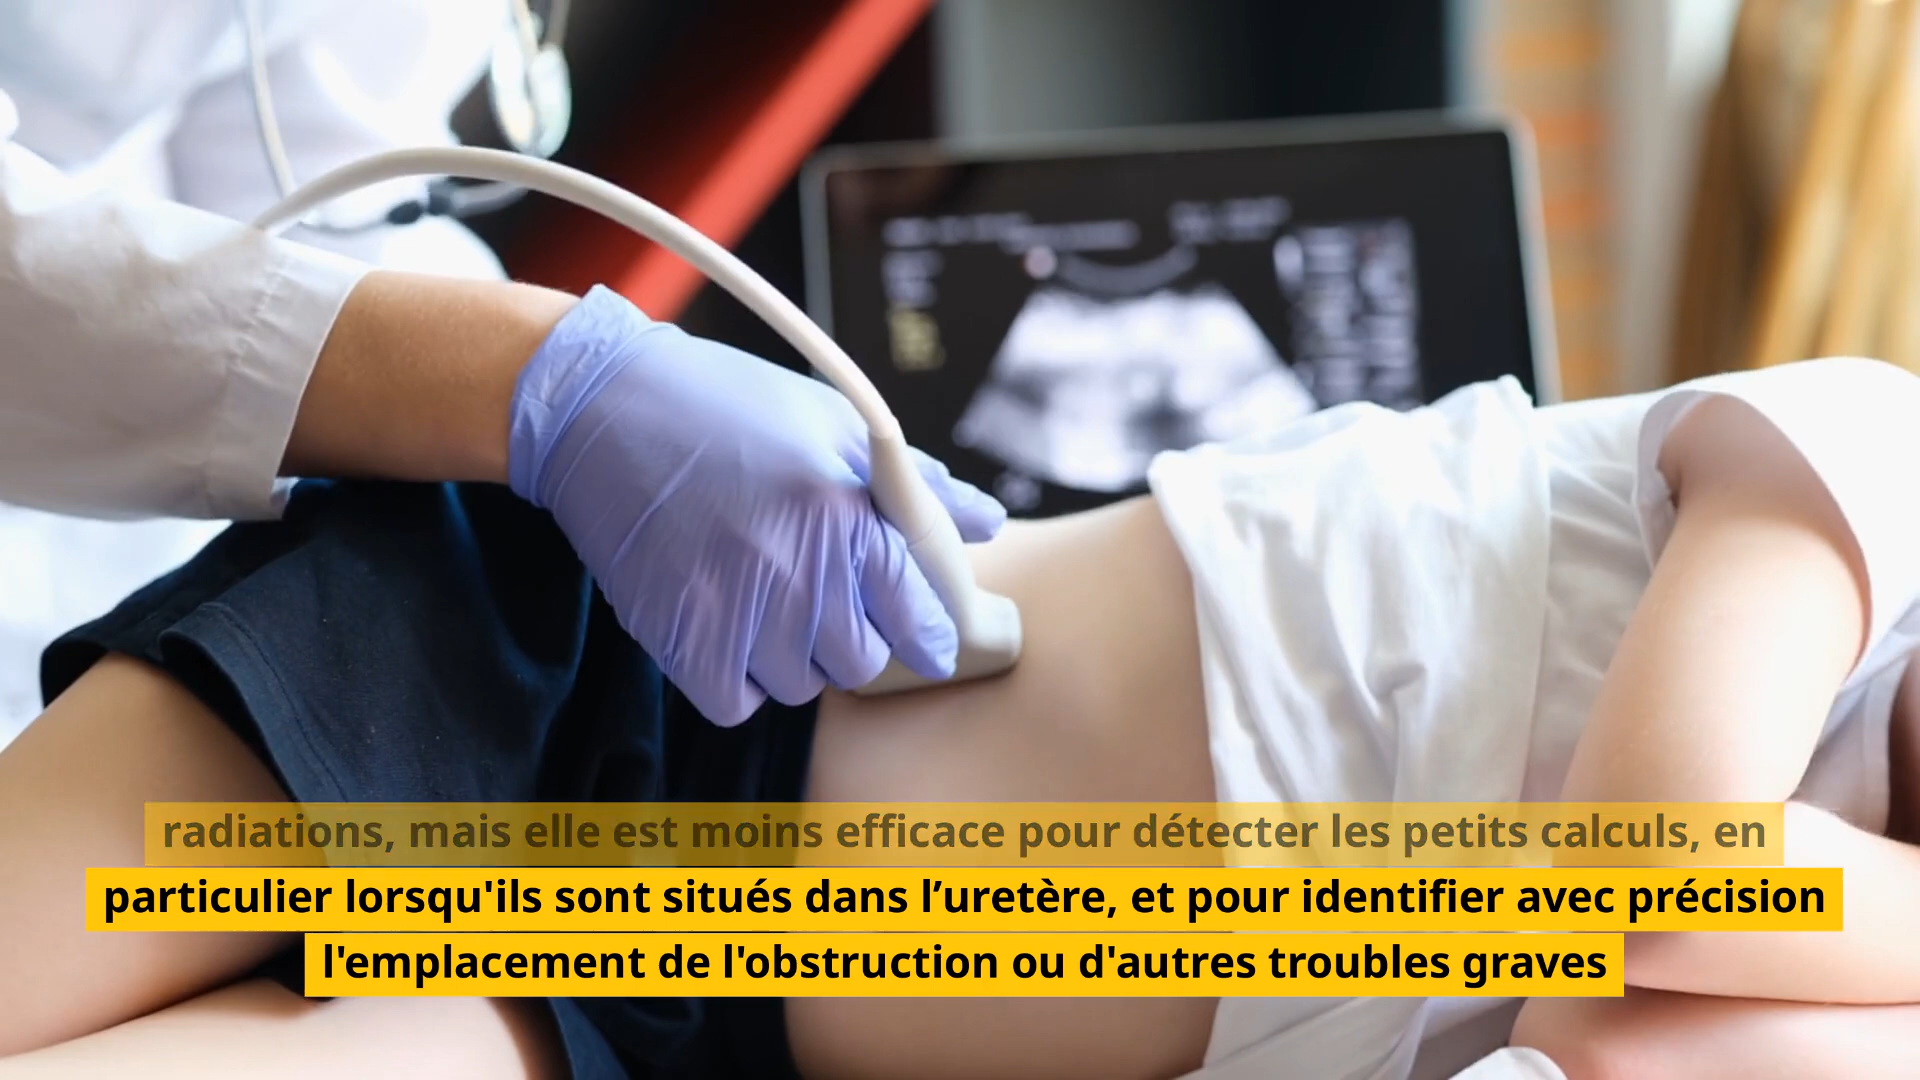 radiations, mais elle est moins efficace pour détecter les petits calculs, en
particulier lorsqu'ils sont situés dans l’uretère, et pour identifier avec précision
l'emplacement de l'obstruction ou d'autres troubles graves